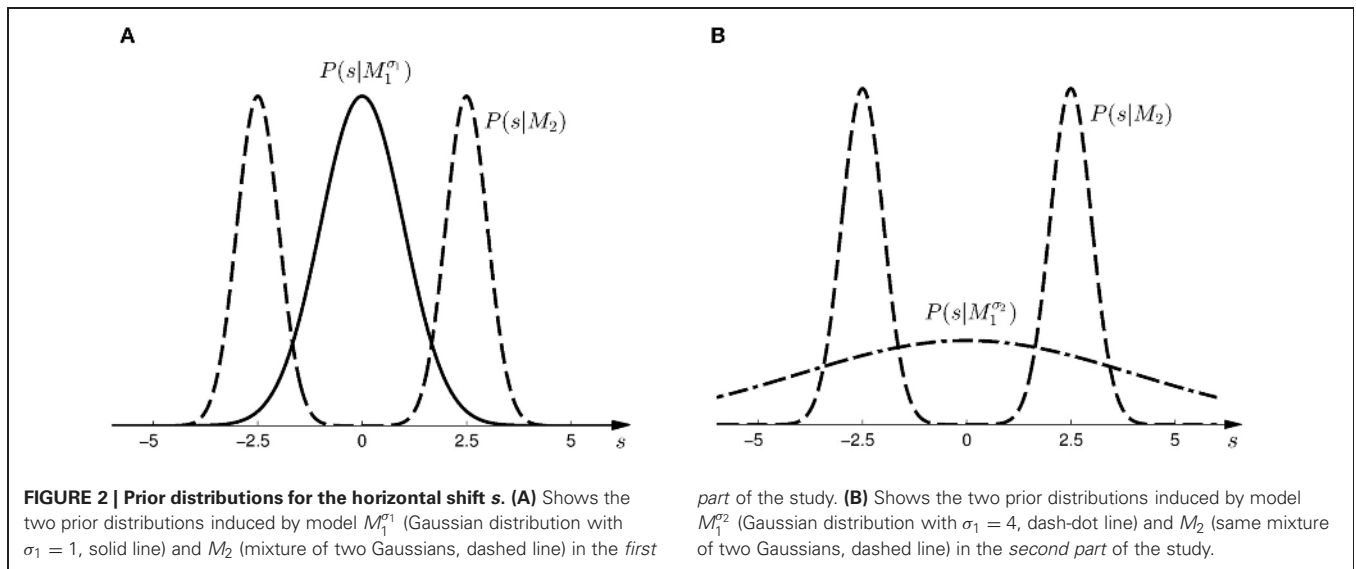 A
P(s|M₁^σ₁)
P(s|M₂)
-5 −2.5 0 2.5 5 s
B
P(s|M₂)
P(s|M₁^σ₂)
-5 −2.5 0 2.5 5 s
FIGURE 2 | Prior distributions for the horizontal shift s. (A) Shows the
two prior distributions induced by model M₁^σ₁ (Gaussian distribution with
σ₁ = 1, solid line) and M₂ (mixture of two Gaussians, dashed line) in the first
part of the study. (B) Shows the two prior distributions induced by model
M₁^σ₂ (Gaussian distribution with σ₁ = 4, dash-dot line) and M₂ (same mixture
of two Gaussians, dashed line) in the second part of the study.